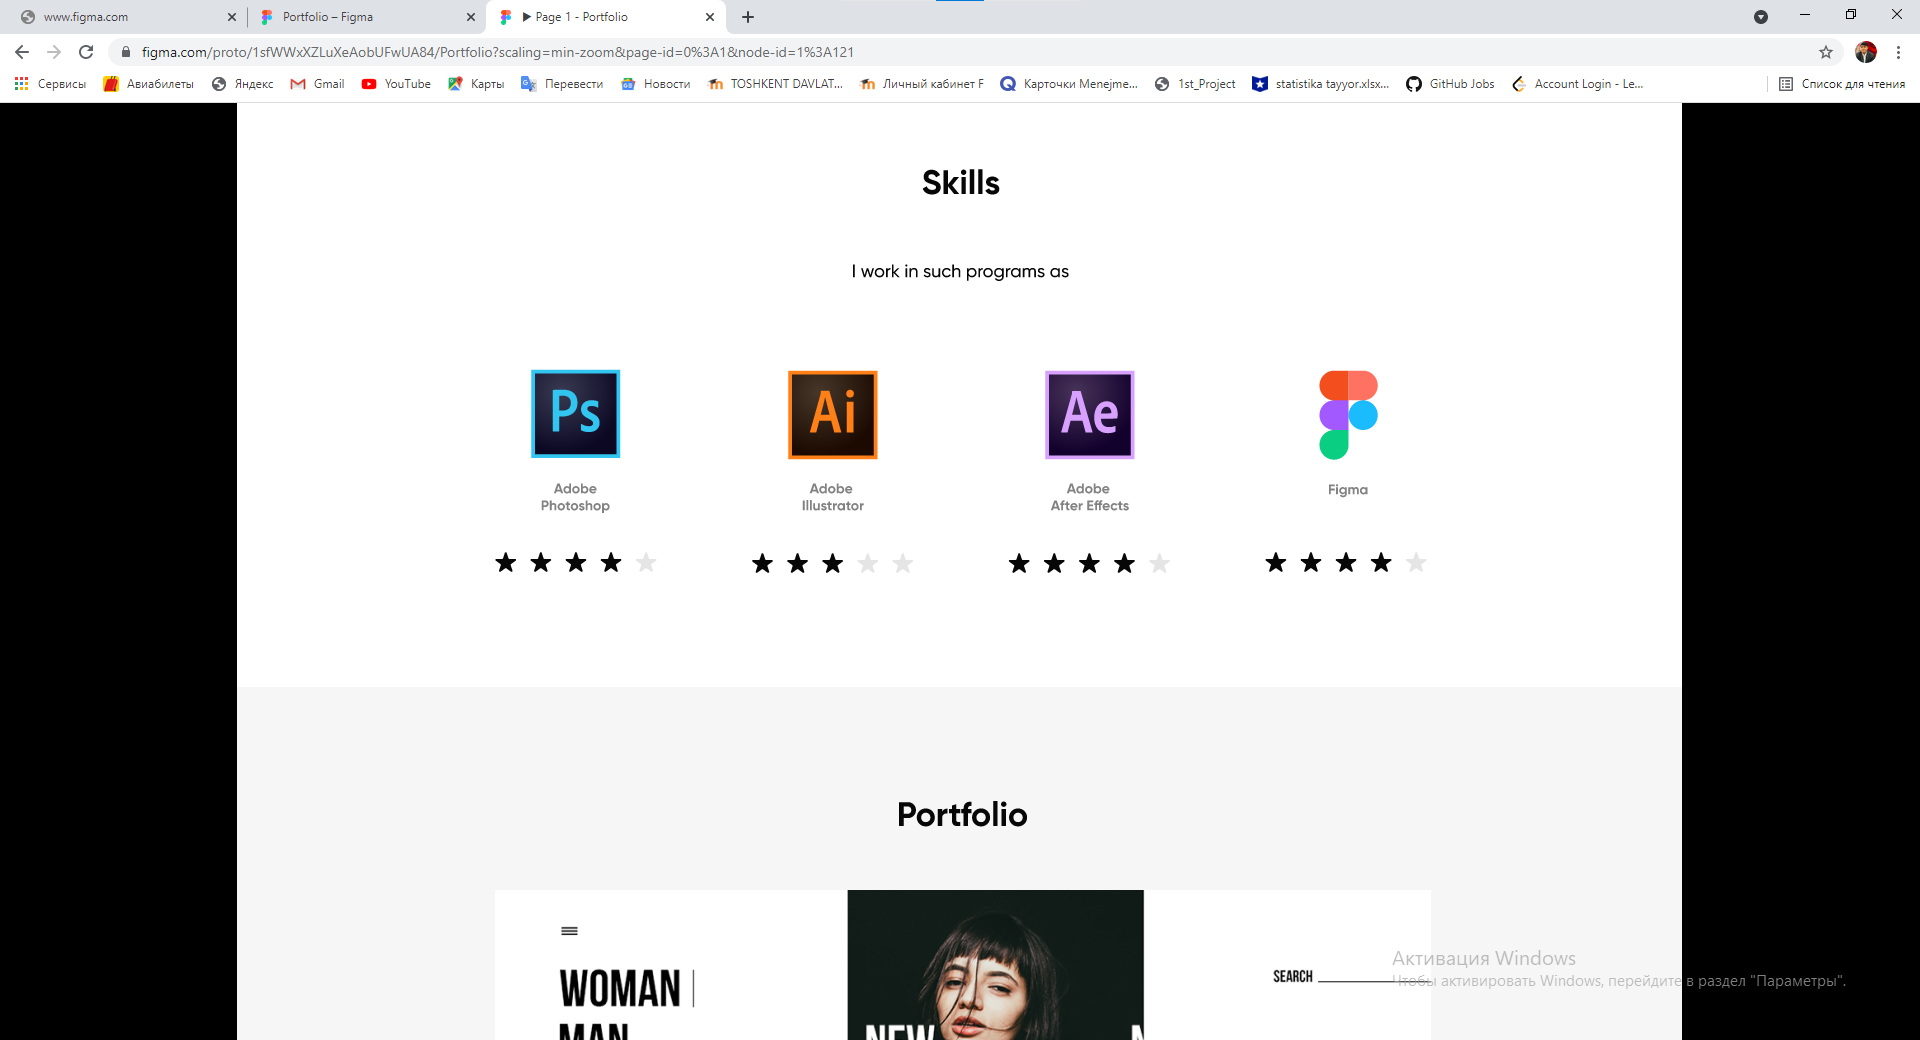 www.figma.com
Portfolio – Figma
▶ Page 1 - Portfolio
figma.com/proto/1sfWWxXZLuXeAobUFwUA84/Portfolio?scaling=min-zoom&page-id=0%3A1&node-id=1%3A121
Сервисы
Авиабилеты
Яндекс
Gmail
YouTube
Карты
Перевести
Новости
TOSHKENT DAVLAT...
Личный кабинет F
Карточки Menejme...
1st_Project
statistika tayyor.xlsx...
GitHub Jobs
Account Login - Le...
Список для чтения
Skills
I work in such programs as
Ps
Ai
Ae
Adobe
Photoshop
Adobe
Illustrator
Adobe
After Effects
Figma
Portfolio
WOMAN |
MAN
NEW
SEARCH
Активация Windows
Чтобы активировать Windows, перейдите в раздел "Параметры".